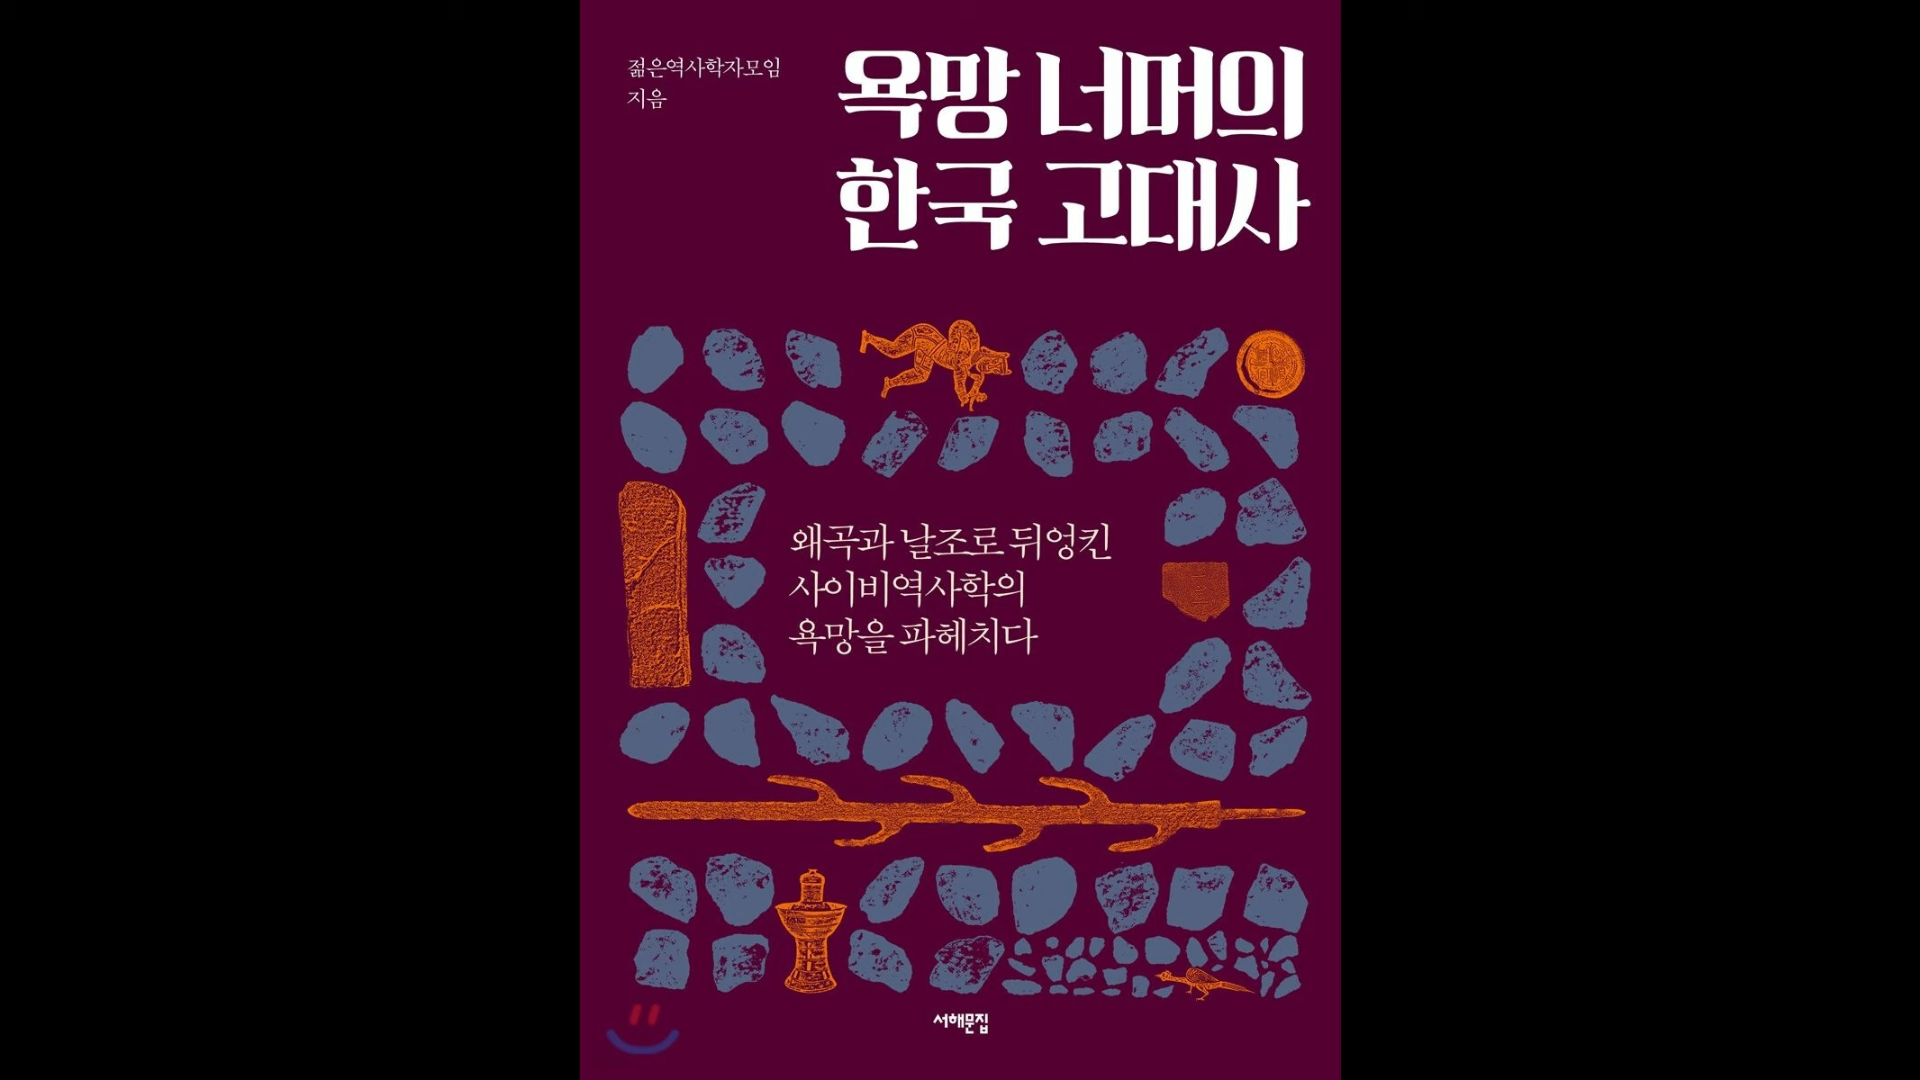 젊은역사학자모임
지음
욕망 너머의
한국 고대사
왜곡과 날조로 뒤엉킨
사이비역사학의
욕망을 파헤치다
서해문집